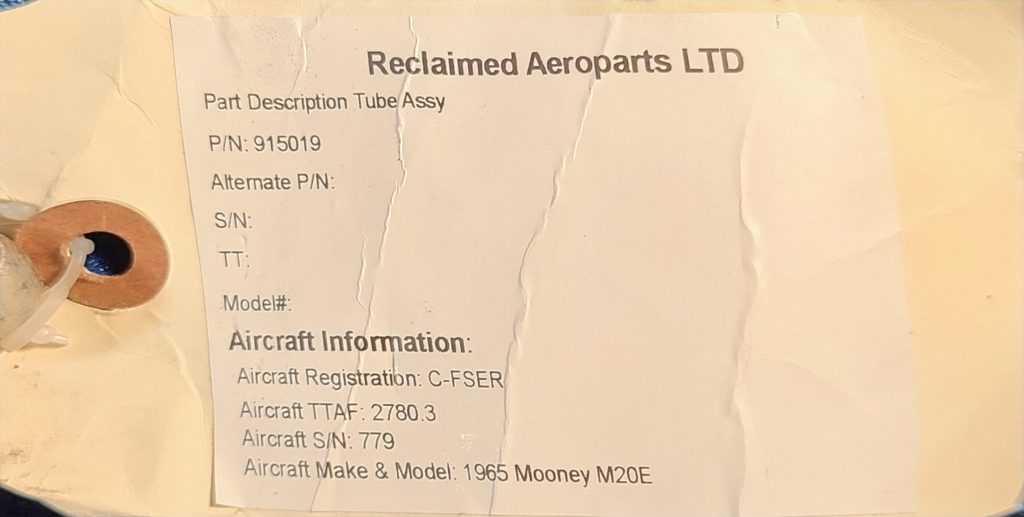 Reclaimed Aeroparts LTD
Part Description Tube Assy
P/N: 915019
Alternate P/N:
S/N:
TT:
Model#:
Aircraft Information:
Aircraft Registration: C-FSER
Aircraft TTAF: 2780.3
Aircraft S/N: 779
Aircraft Make & Model: 1965 Mooney M20E